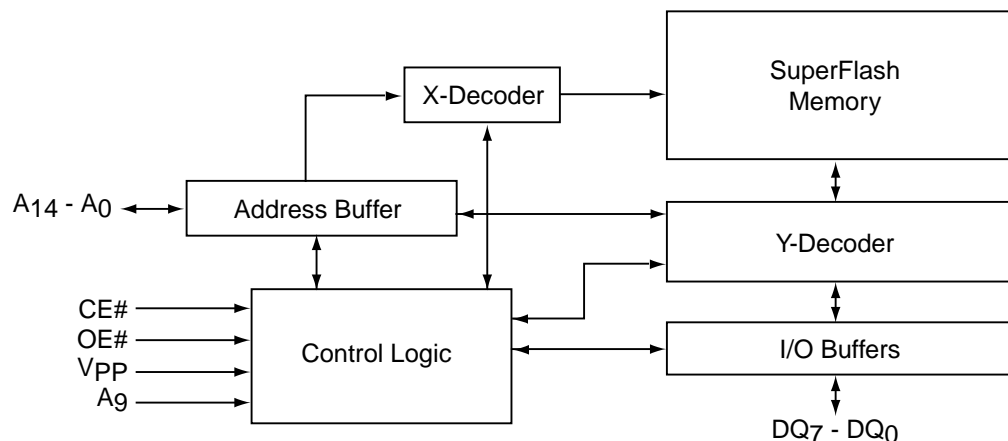 SuperFlash
Memory
X-Decoder
A14 - A0
Address Buffer
Y-Decoder
CE#
OE#
VPP
A9
Control Logic
I/O Buffers
DQ7 - DQ0